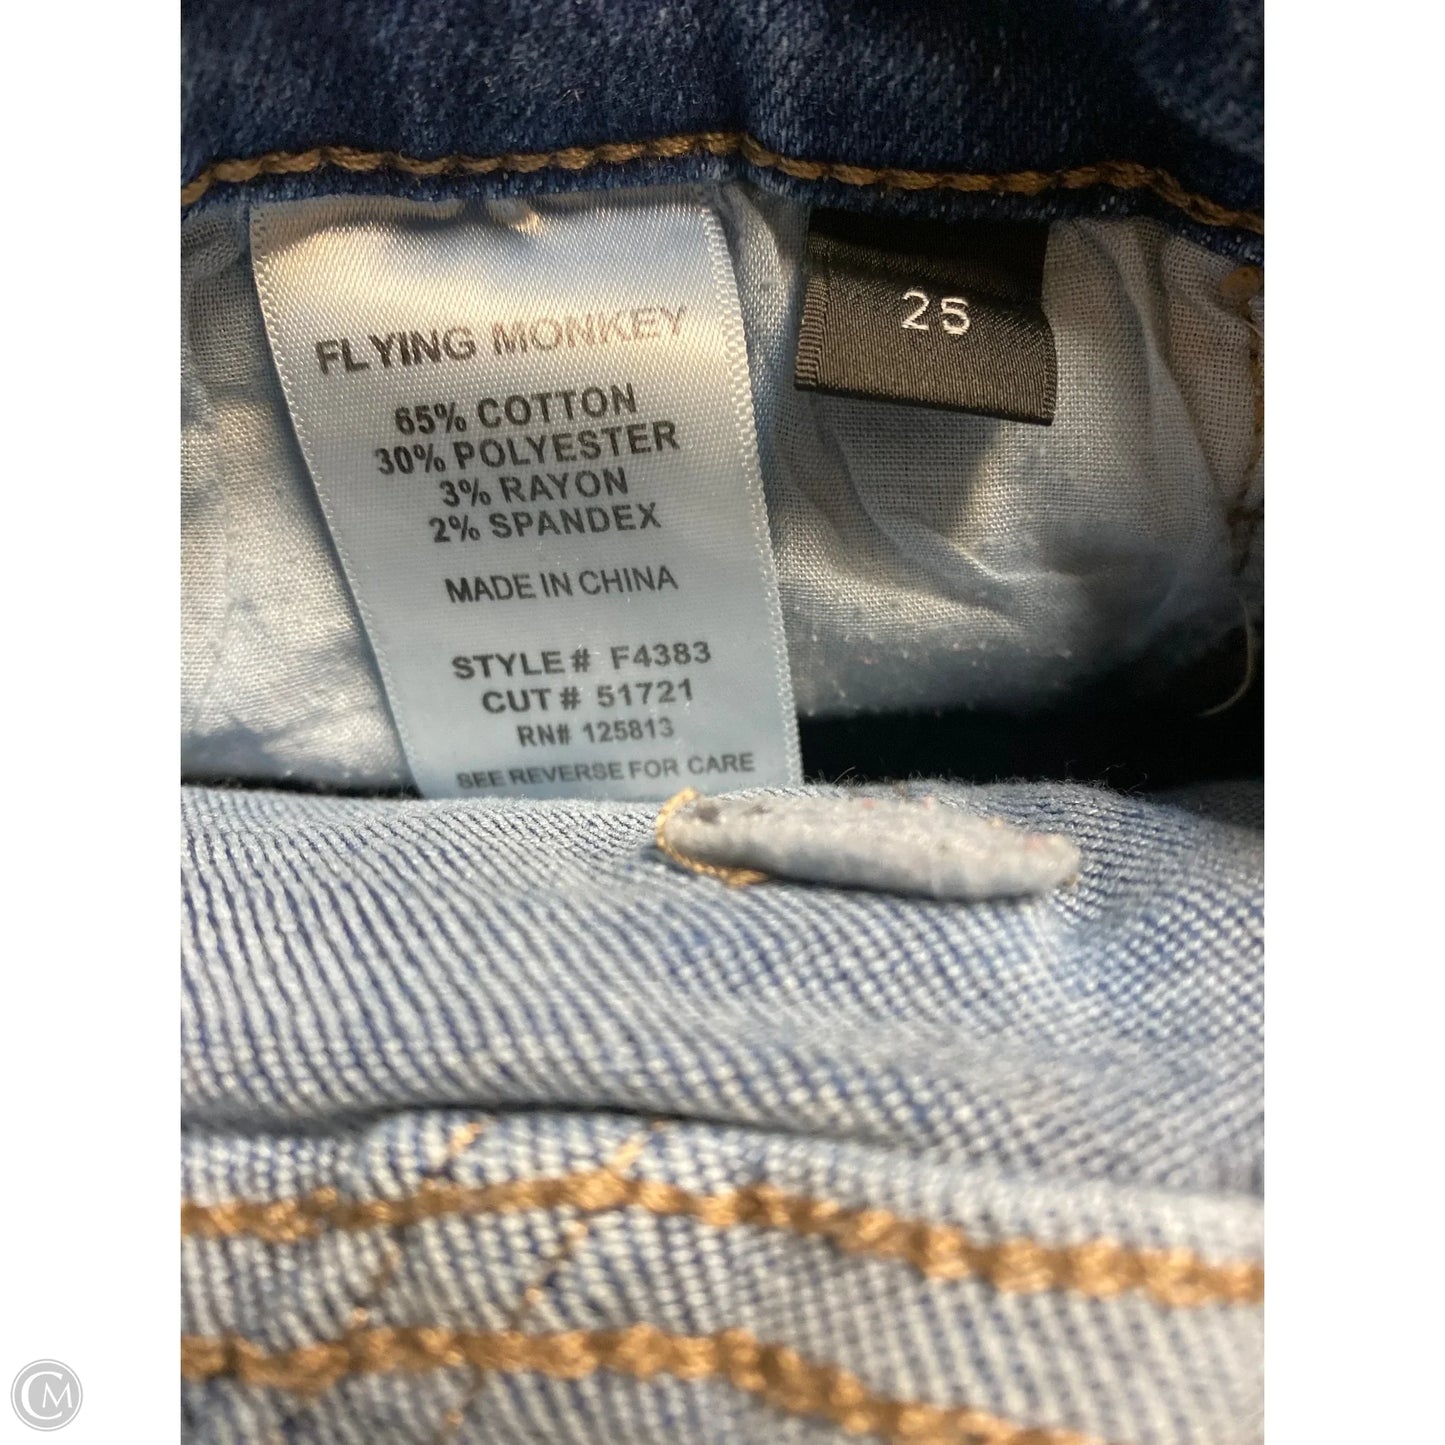 FLYING MONKEY
65% COTTON
30% POLYESTER
3% RAYON
2% SPANDEX
MADE IN CHINA
STYLE# F4383
CUT# 51721
RN# 125813
SEE REVERSE FOR CARE
25
CM